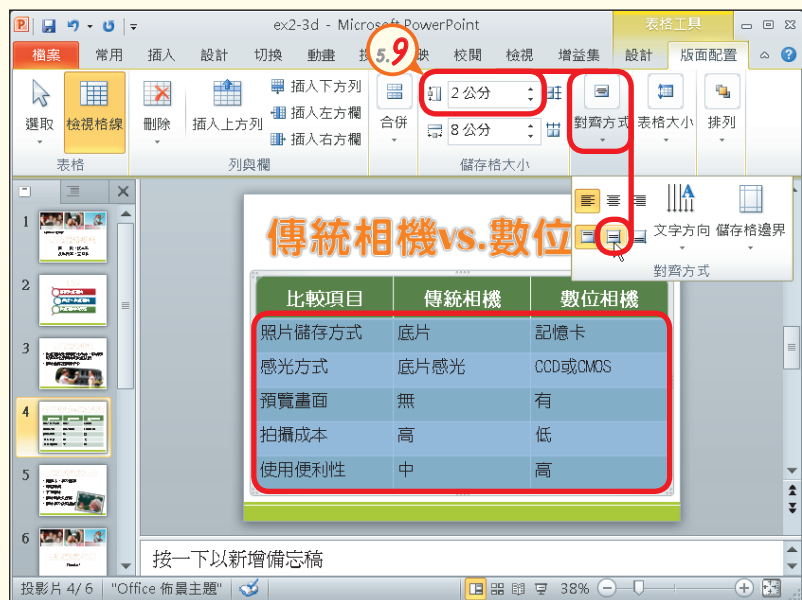 ex2-3d - Microsoft PowerPoint
表格工具
檔案 常用 插入 設計 切換 動畫 校閱 檢視 增益集 設計 版面配置
5.9
選取 檢視格線
表格
刪除 插入上方列
插入下方列
插入左方欄
插入右方欄
列與欄
合併
2 公分
8 公分
儲存格大小
對齊方式 表格大小 排列
文字方向 儲存格邊界
對齊方式
1
2
3
4
5
6
傳統相機vs.數位
比較項目 傳統相機 數位相機
照片儲存方式 底片 記憶卡
感光方式 底片感光 CCD或CMOS
預覽畫面 無 有
拍攝成本 高 低
使用便利性 中 高
按一下以新增備忘稿
投影片 4/6 "Office 佈景主題" 38%